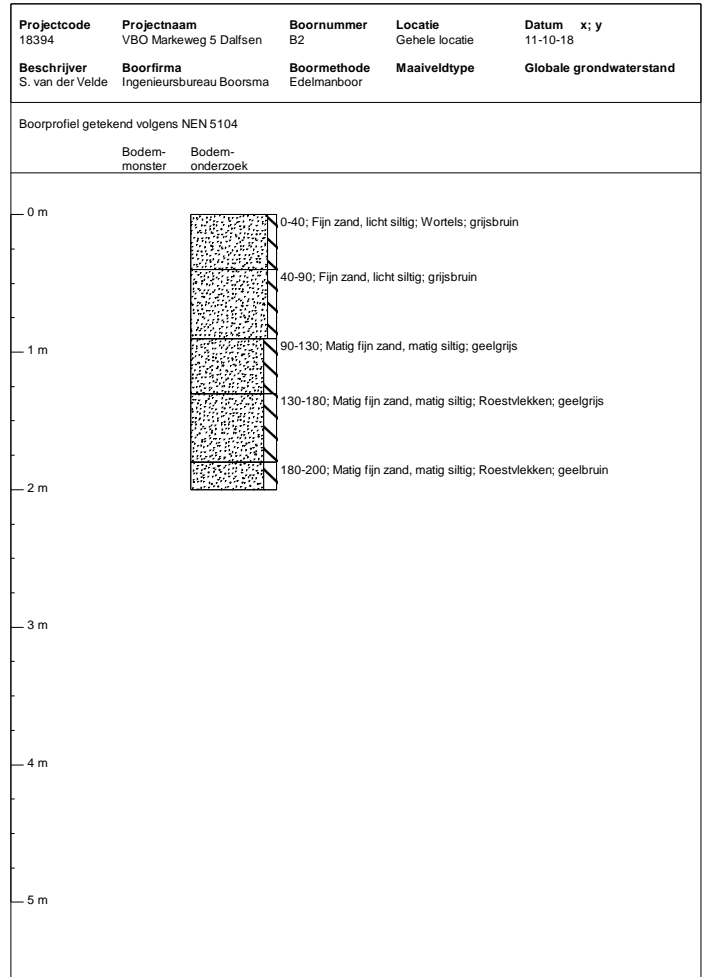 Projectcode Projectnaam Boornummer Locatie Datum x; y
18394 VBO Markeweg 5 Dalfsen B2 Gehele locatie 11-10-18
Beschrijver Boorfirma Boormethode Maaiveldtype Globale grondwaterstand
S. van der Velde Ingenieursbureau Boorsma Edelmanboor
Boorprofiel getekend volgens NEN 5104
Bodem- Bodem-
monster onderzoek
0 m
0-40; Fijn zand, licht siltig; Wortels; grijsbruin
40-90; Fijn zand, licht siltig; grijsbruin
90-130; Matig fijn zand, matig siltig; geelgrijs
1 m
130-180; Matig fijn zand, matig siltig; Roestvlekken; geelgrijs
180-200; Matig fijn zand, matig siltig; Roestvlekken; geelbruin
2 m
3 m
4 m
5 m